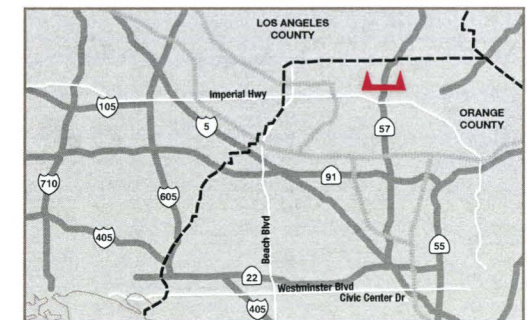 LOS ANGELES
COUNTY
Imperial Hwy
105
5
57
ORANGE
COUNTY
710
605
91
405
Beach Blvd
55
22
Westminster Blvd
Civic Center Dr
405